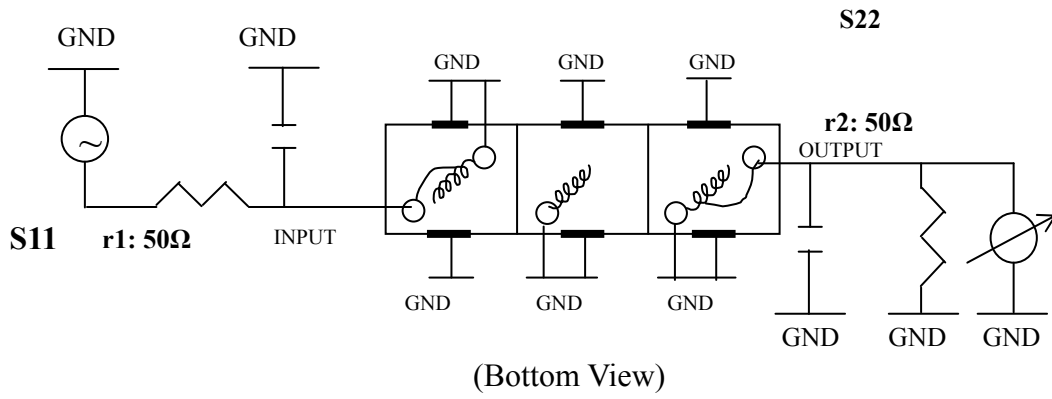 S22
GND
GND
GND
GND
GND
r2: 50Ω
OUTPUT
S11
r1: 50Ω
INPUT
GND
GND
GND
GND
GND
GND
(Bottom View)